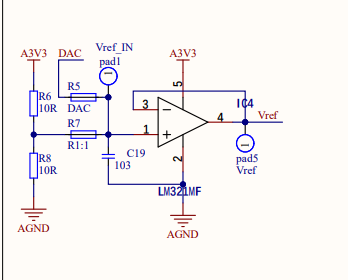 A3V3
DAC
Vref_IN
pad1
A3V3
R5
DAC
R6
10R
R7
R1:1
R8
10R
C19
103
5
3
1
4
2
IC4
Vref
LM321MF
pad5
Vref
AGND
AGND